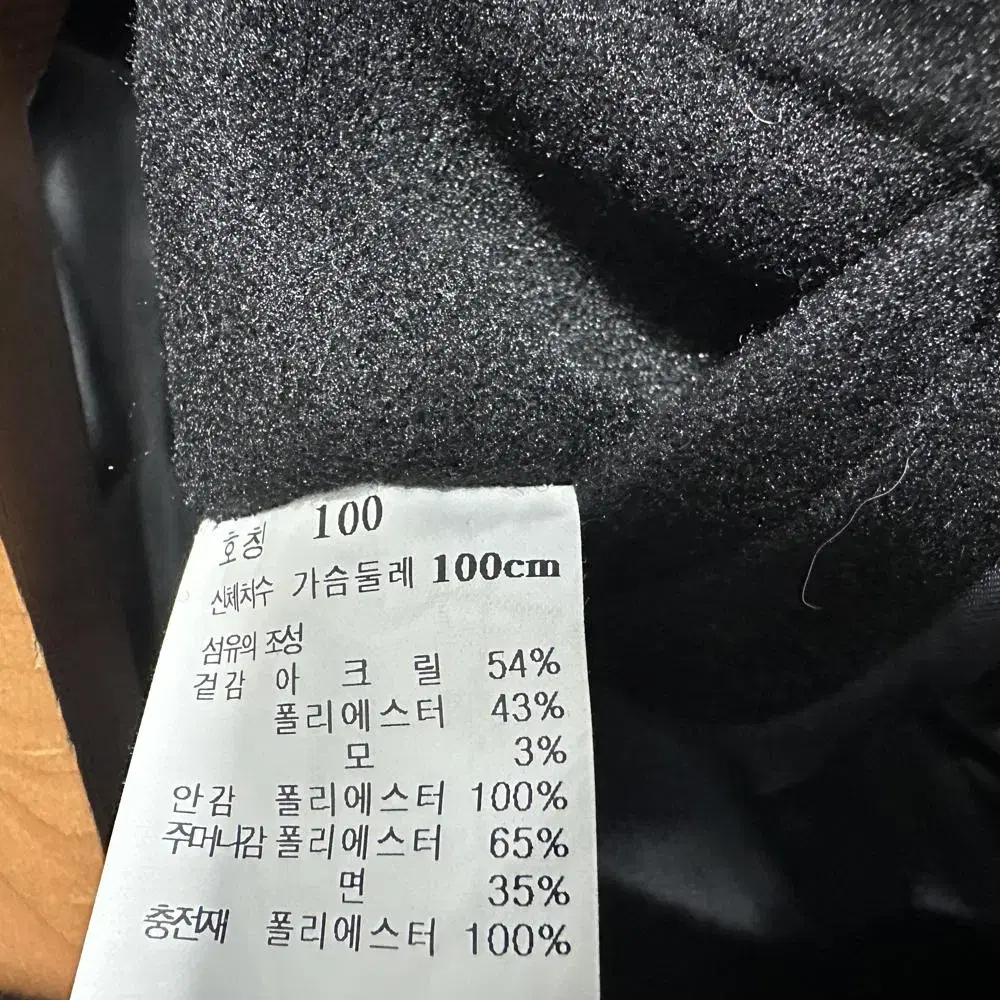 호칭 100
신체치수 가슴둘레 100cm
섬유의 조성
겉감 아크릴 54%
폴리에스터 43%
모 3%
안감 폴리에스터 100%
주머니감 폴리에스터 65%
면 35%
충전재 폴리에스터 100%